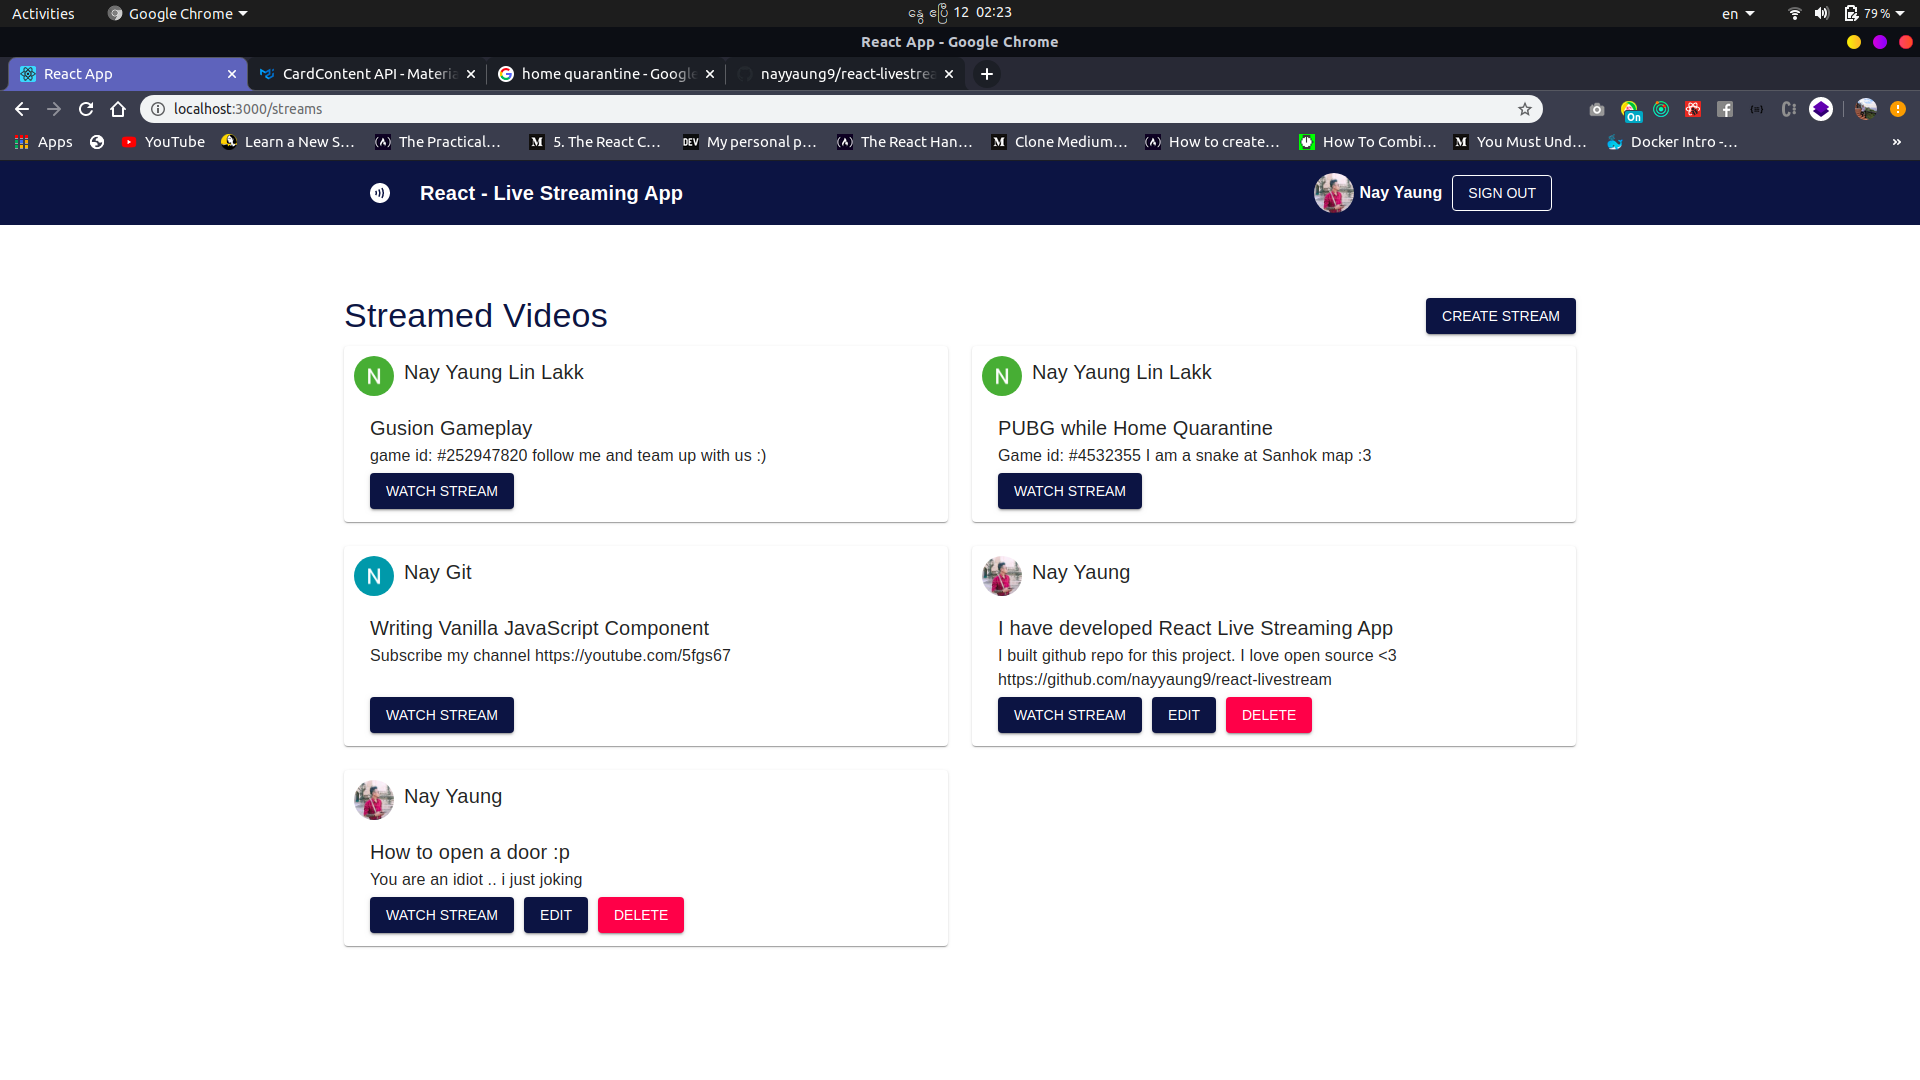 Activities Google Chrome နွေ ဧပြီ 12 02:23 en 79 %
React App - Google Chrome
React App CardContent API - Materia home quarantine - Google nayyaung9/react-livestrea
localhost:3000/streams On
Apps YouTube Learn a New S... The Practical... M 5. The React C... DEV My personal p... The React Han... M Clone Medium... How to create... How To Combi... M You Must Und... Docker Intro -... »
React - Live Streaming App Nay Yaung SIGN OUT
Streamed Videos CREATE STREAM
N Nay Yaung Lin Lakk
Gusion Gameplay
game id: #252947820 follow me and team up with us :)
WATCH STREAM
N Nay Yaung Lin Lakk
PUBG while Home Quarantine
Game id: #4532355 I am a snake at Sanhok map :3
WATCH STREAM
N Nay Git
Writing Vanilla JavaScript Component
Subscribe my channel https://youtube.com/5fgs67
WATCH STREAM
Nay Yaung
I have developed React Live Streaming App
I built github repo for this project. I love open source <3
https://github.com/nayyaung9/react-livestream
WATCH STREAM EDIT DELETE
Nay Yaung
How to open a door :p
You are an idiot .. i just joking
WATCH STREAM EDIT DELETE